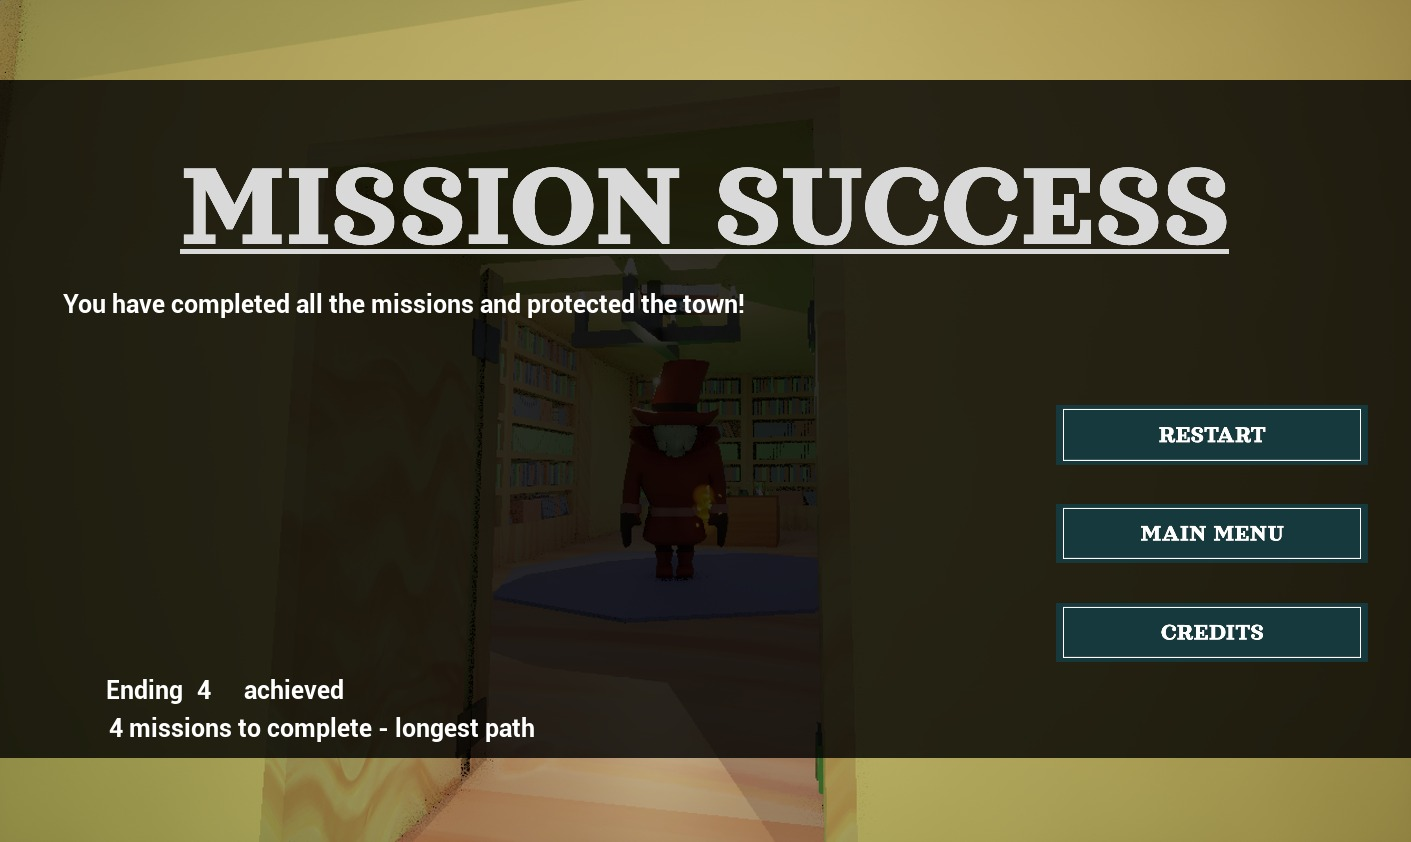 MISSION SUCCESS
You have completed all the missions and protected the town!
RESTART
MAIN MENU
CREDITS
Ending 4 achieved
4 missions to complete - longest path